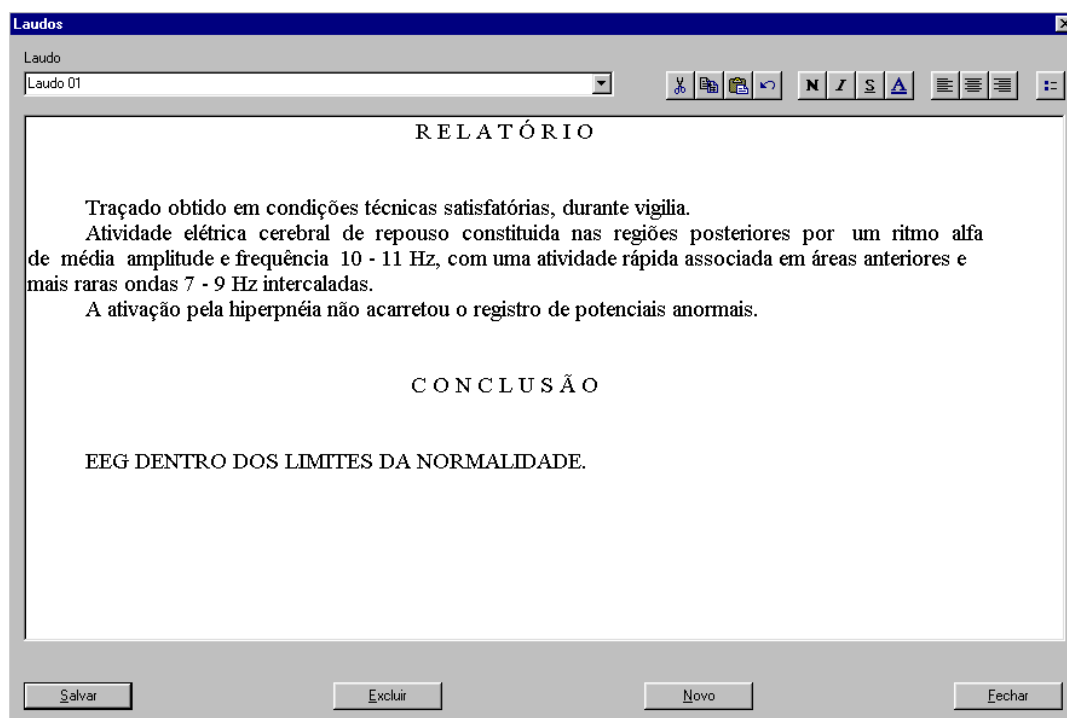 Laudos
Laudo
Laudo 01
N I S A
R E L A T Ó R I O
Traçado obtido em condições técnicas satisfatórias, durante vigilia.
Atividade elétrica cerebral de repouso constituida nas regiões posteriores por um ritmo alfa
de média amplitude e frequência 10 - 11 Hz, com uma atividade rápida associada em áreas anteriores e
mais raras ondas 7 - 9 Hz intercaladas.
A ativação pela hiperpnéia não acarretou o registro de potenciais anormais.
C O N C L U S Ã O
EEG DENTRO DOS LIMITES DA NORMALIDADE.
Salvar Excluir Novo Fechar